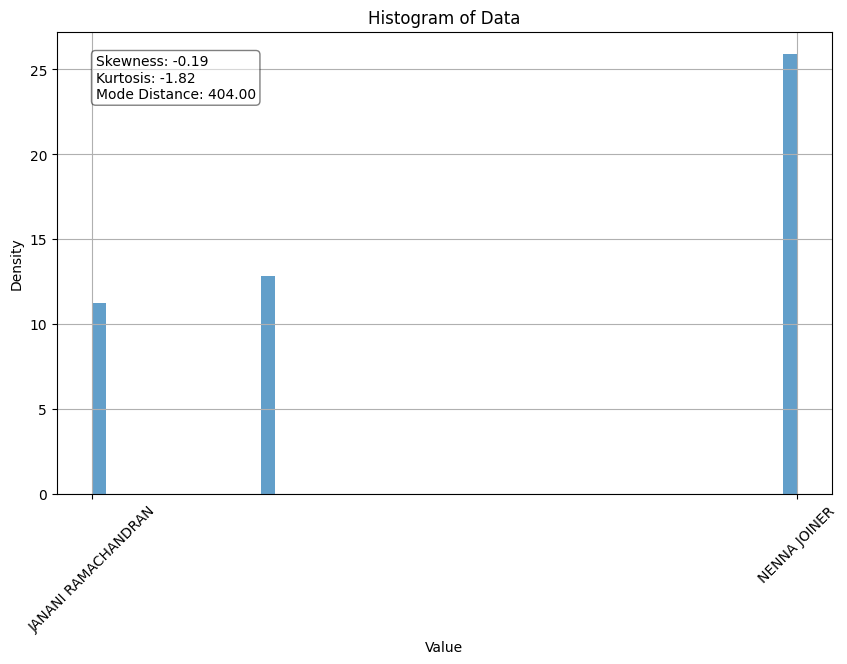 Histogram of Data
Skewness: -0.19
Kurtosis: -1.82
Mode Distance: 404.00
25
20
15
10
5
0
Density
JANANI RAMACHANDRAN
NENNA JOINER
Value